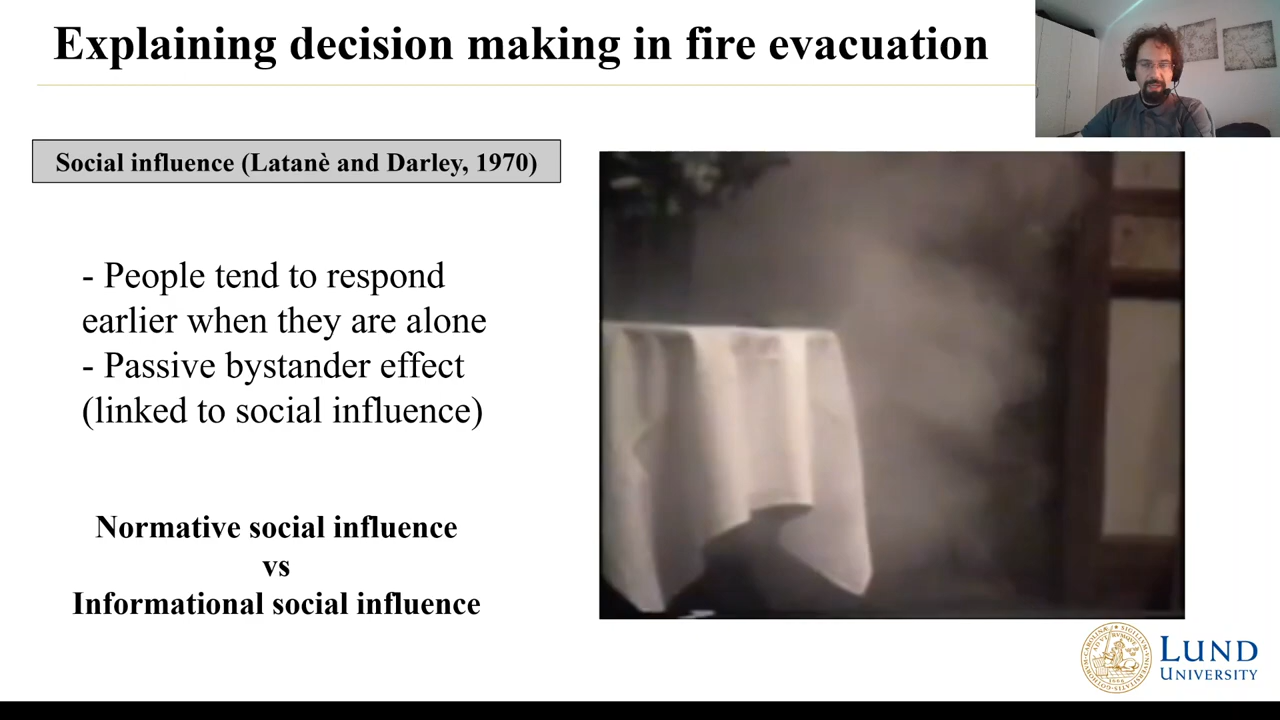 Explaining decision making in fire evacuation
Social influence (Latanè and Darley, 1970)
- People tend to respond
earlier when they are alone
- Passive bystander effect
(linked to social influence)
Normative social influence
vs
Informational social influence
LUND
UNIVERSITY